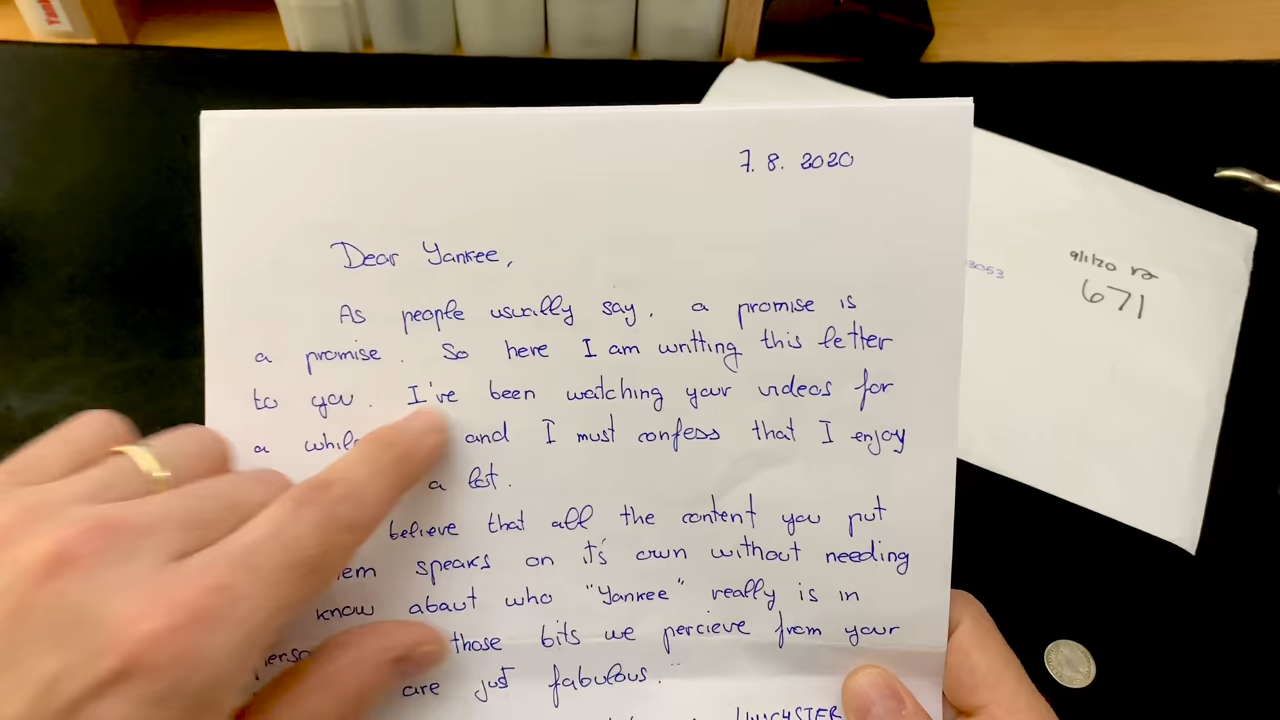 7. 8. 2020
Dear Yankee,
As people usually say, a promise is
a promise. So here I am writting this letter
to you. I've been watching your videos for
a while and I must confess that I enjoy
a lot.
believe that all the content you put
speaks on it's own without needing
know about who "Yankee" really is in
those bits we percieve from your
are just fabulous."
3053
9/1/20
671